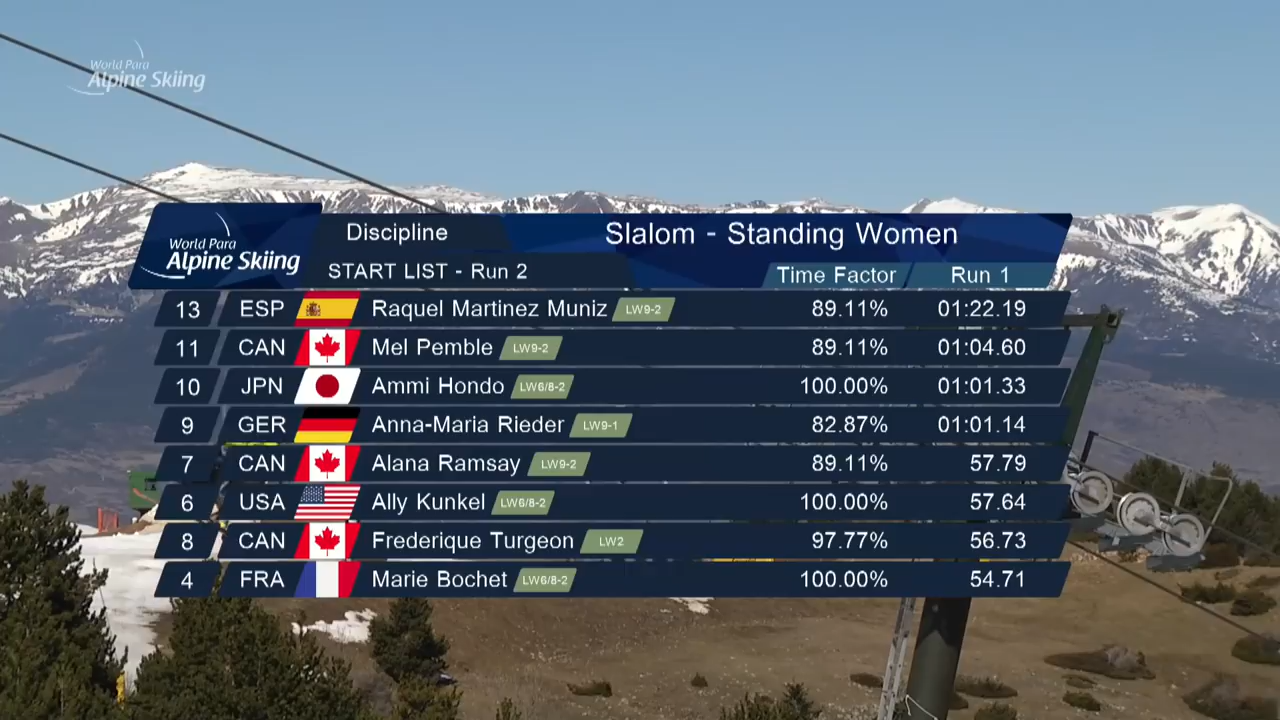 World Para
Alpine Skiing
World Para
Alpine Skiing
Discipline
Slalom - Standing Women
START LIST - Run 2
Time Factor
Run 1
13 ESP Raquel Martinez Muniz LW9-2 89.11% 01:22.19
11 CAN Mel Pemble LW9-2 89.11% 01:04.60
10 JPN Ammi Hondo LW6/8-2 100.00% 01:01.33
9 GER Anna-Maria Rieder LW9-1 82.87% 01:01.14
7 CAN Alana Ramsay LW9-2 89.11% 57.79
6 USA Ally Kunkel LW6/8-2 100.00% 57.64
8 CAN Frederique Turgeon LW2 97.77% 56.73
4 FRA Marie Bochet LW6/8-2 100.00% 54.71